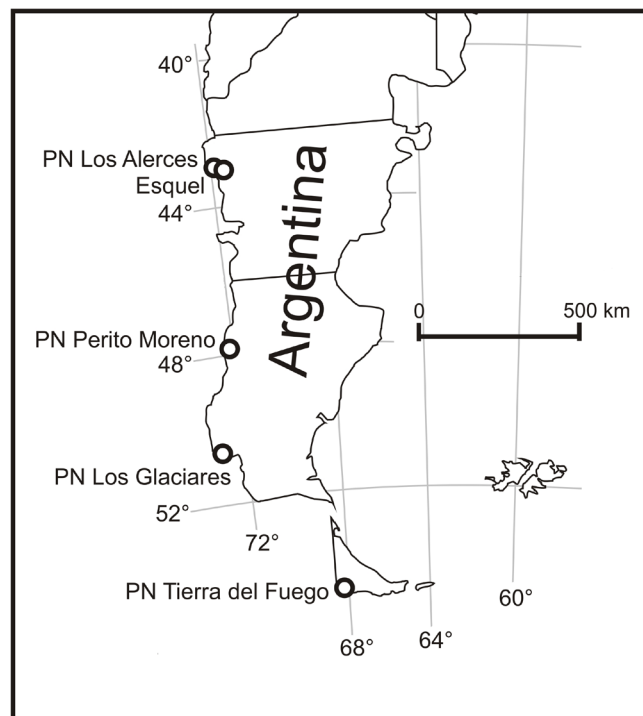 40°
PN Los Alerces
Esquel
44°
Argentina
0 500 km
PN Perito Moreno
48°
PN Los Glaciares
52°
72°
PN Tierra del Fuego
60°
64°
68°